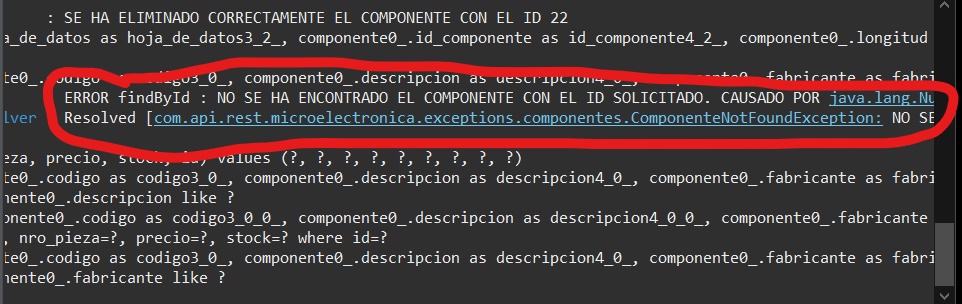 : SE HA ELIMINADO CORRECTAMENTE EL COMPONENTE CON EL ID 22
a_de_datos as hoja_de_datos3_2_, componente0_.id_componente as id_componente4_2_, componente0_.longitud
te0_.codigo as codigo3_0_, componente0_.descripcion as descripcion4_0_, componente0_.fabricante as fabri
ERROR findById : NO SE HA ENCONTRADO EL COMPONENTE CON EL ID SOLICITADO. CAUSADO POR java.lang.Nu
lver Resolved [com.api.rest.microelectronica.exceptions.componentes.ComponenteNotFoundException: NO SE
eza, precio, stock, id) values (?, ?, ?, ?, ?, ?, ?, ?, ?)
te0_.codigo as codigo3_0_, componente0_.descripcion as descripcion4_0_, componente0_.fabricante as fabri
nente0_.descripcion like ?
onente0_.codigo as codigo3_0_0_, componente0_.descripcion as descripcion4_0_0_, componente0_.fabricante
, nro_pieza=?, precio=?, stock=? where id=?
te0_.codigo as codigo3_0_, componente0_.descripcion as descripcion4_0_, componente0_.fabricante as fabri
nente0_.fabricante like ?